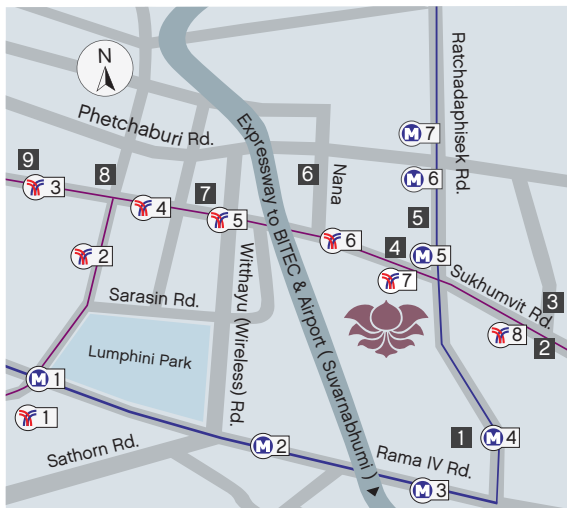 N
Phetchaburi Rd.
Ratchadaphisek Rd.
Expressway to BITEC & Airport ( Suvarnabhumi )
M 7
9
8
6
Nana
M 6
3
7
4
5
5
6
4
M 5
2
7
Sukhumvit Rd.
3
Sarasin Rd.
Witthayu (Wireless) Rd.
8
2
Lumphini Park
M 1
1
1
M 4
Sathorn Rd.
M 2
Rama IV Rd.
M 3